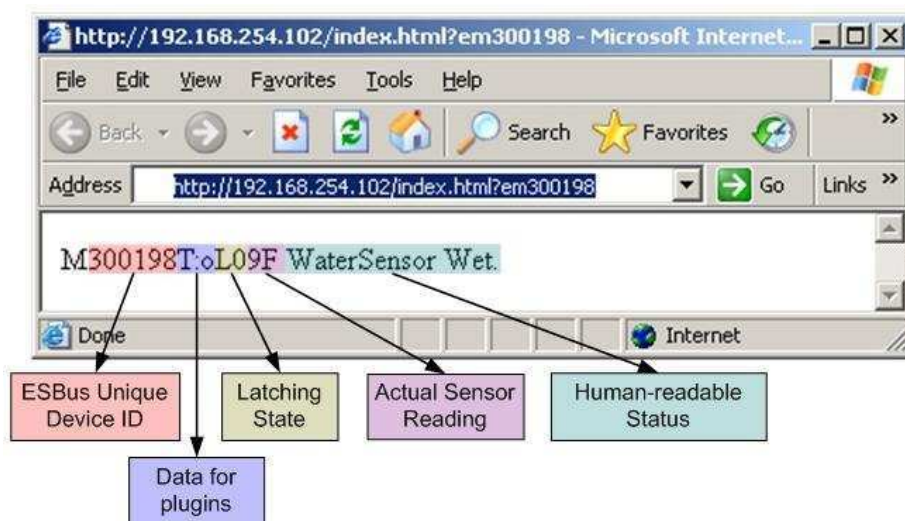 http://192.168.254.102/index.html?em300198 - Microsoft Internet...
File Edit View Favorites Tools Help
Back Search Favorites »
Address http://192.168.254.102/index.html?em300198 Go Links »
M300198T:oL09F WaterSensor Wet.
Done Internet
ESBus Unique
Device ID
Latching
State
Actual Sensor
Reading
Human-readable
Status
Data for
plugins